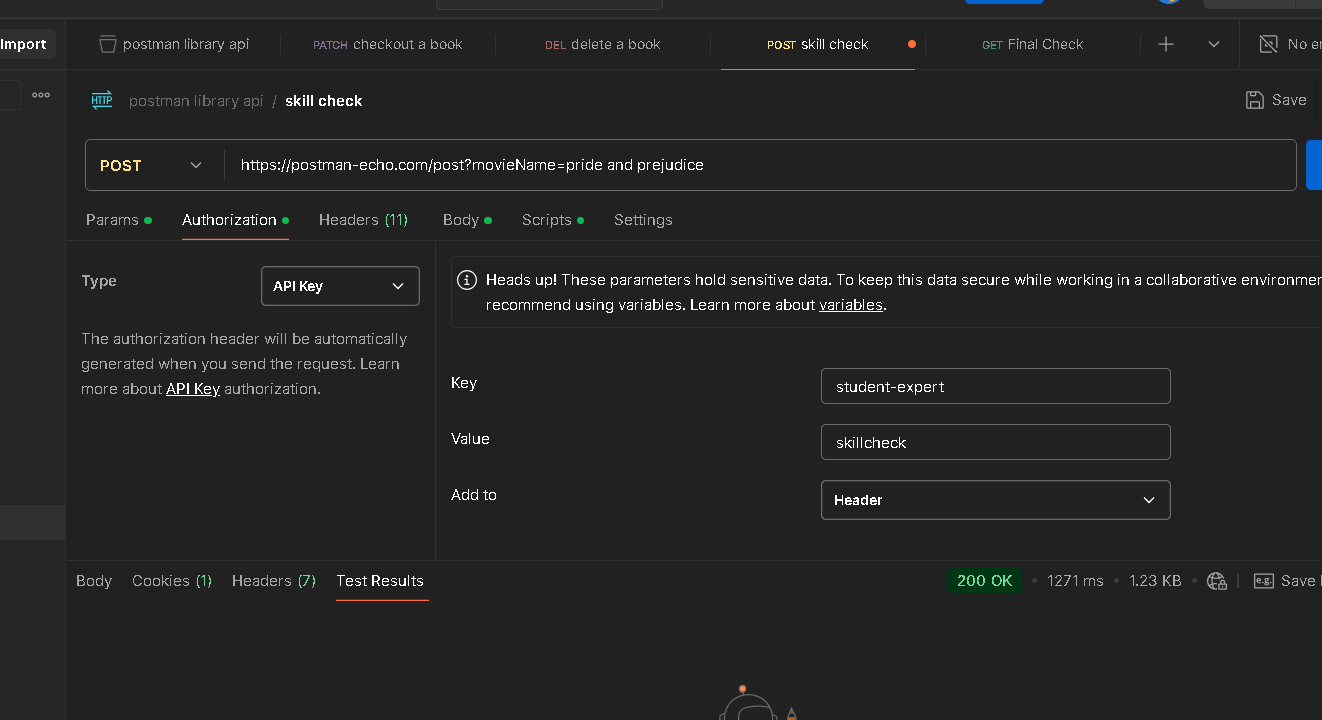 Import
postman library api
PATCH checkout a book
DEL delete a book
POST skill check
GET Final Check
HTTP
postman library api / skill check
Save
POST
https://postman-echo.com/post?movieName=pride and prejudice
Params
Authorization
Headers (11)
Body
Scripts
Settings
Type
API Key
The authorization header will be automatically
generated when you send the request. Learn
more about API Key authorization.
Heads up! These parameters hold sensitive data. To keep this data secure while working in a collaborative
recommend using variables. Learn more about variables.
Key
student-expert
Value
skillcheck
Add to
Header
Body
Cookies (1)
Headers (7)
Test Results
200 OK
1271 ms
1.23 KB
e.g.
Save